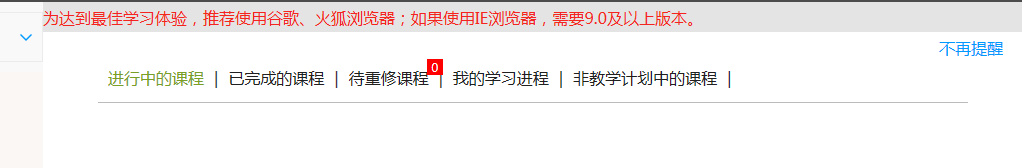 为达到最佳学习体验，推荐使用谷歌、火狐浏览器；如果使用IE浏览器，需要9.0及以上版本。
不再提醒
进行中的课程 | 已完成的课程 | 待重修课程 0 | 我的学习进程 | 非教学计划中的课程 |